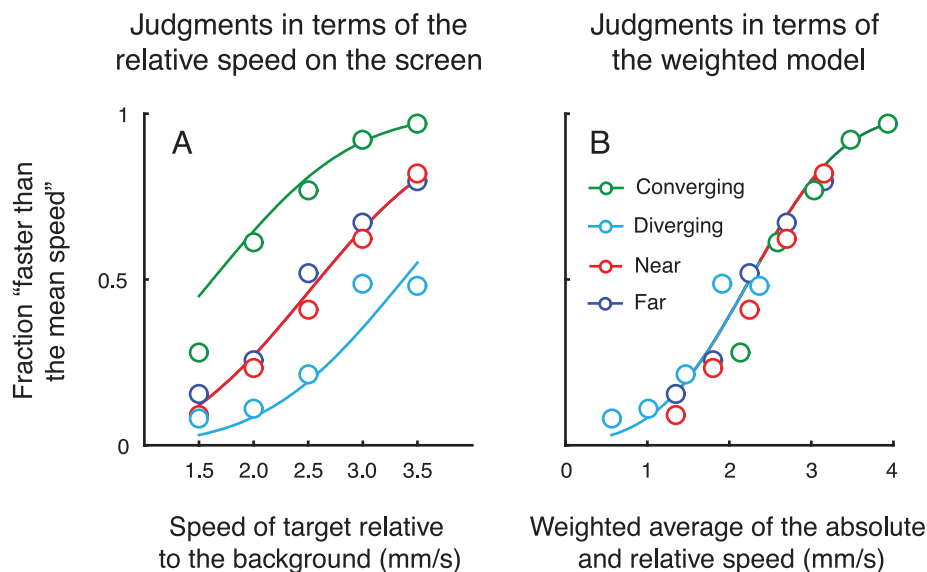 Judgments in terms of the
relative speed on the screen
Judgments in terms of
the weighted model
Fraction “faster than
the mean speed”
1
0.5
0
A
1.5
2.0
2.5
3.0
3.5
Speed of target relative
to the background (mm/s)
B
Converging
Diverging
Near
Far
0
1
2
3
4
Weighted average of the absolute
and relative speed (mm/s)